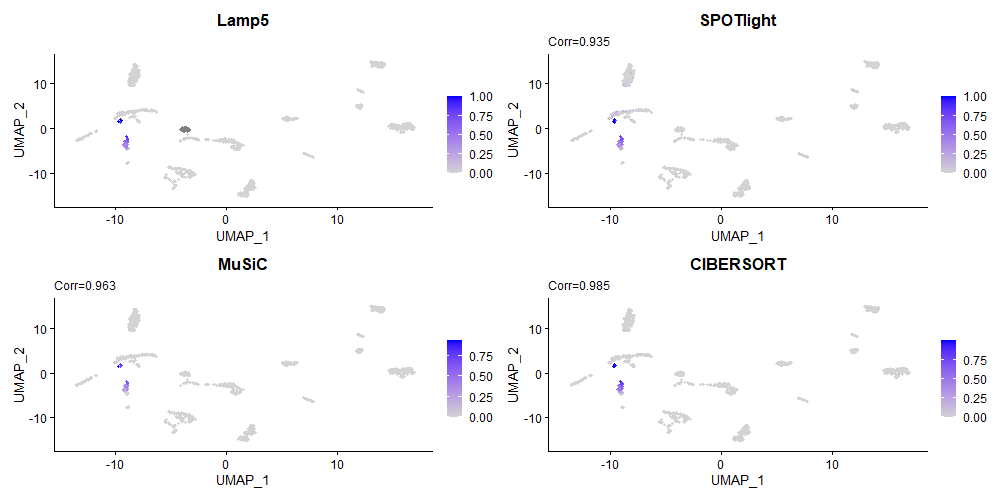 Lamp5
UMAP_2
10
0
-10
-10
0
10
UMAP_1
1.00
0.75
0.50
0.25
0.00
SPOTlight
Corr=0.935
UMAP_2
10
0
-10
-10
0
10
UMAP_1
1.00
0.75
0.50
0.25
0.00
MuSiC
Corr=0.963
UMAP_2
10
0
-10
-10
0
10
UMAP_1
0.75
0.50
0.25
0.00
CIBERSORT
Corr=0.985
UMAP_2
10
0
-10
-10
0
10
UMAP_1
0.75
0.50
0.25
0.00